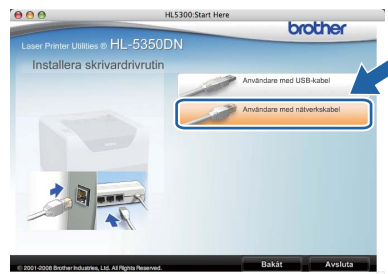 HL5300:Start Here
brother
Laser Printer Utilities ® HL-5350DN
Installera skrivardrivrutin
Användare med USB-kabel
Användare med nätverkskabel
Bakåt
Avsluta
© 2001-2008 Brother Industries, Ltd. All Rights Reserved.